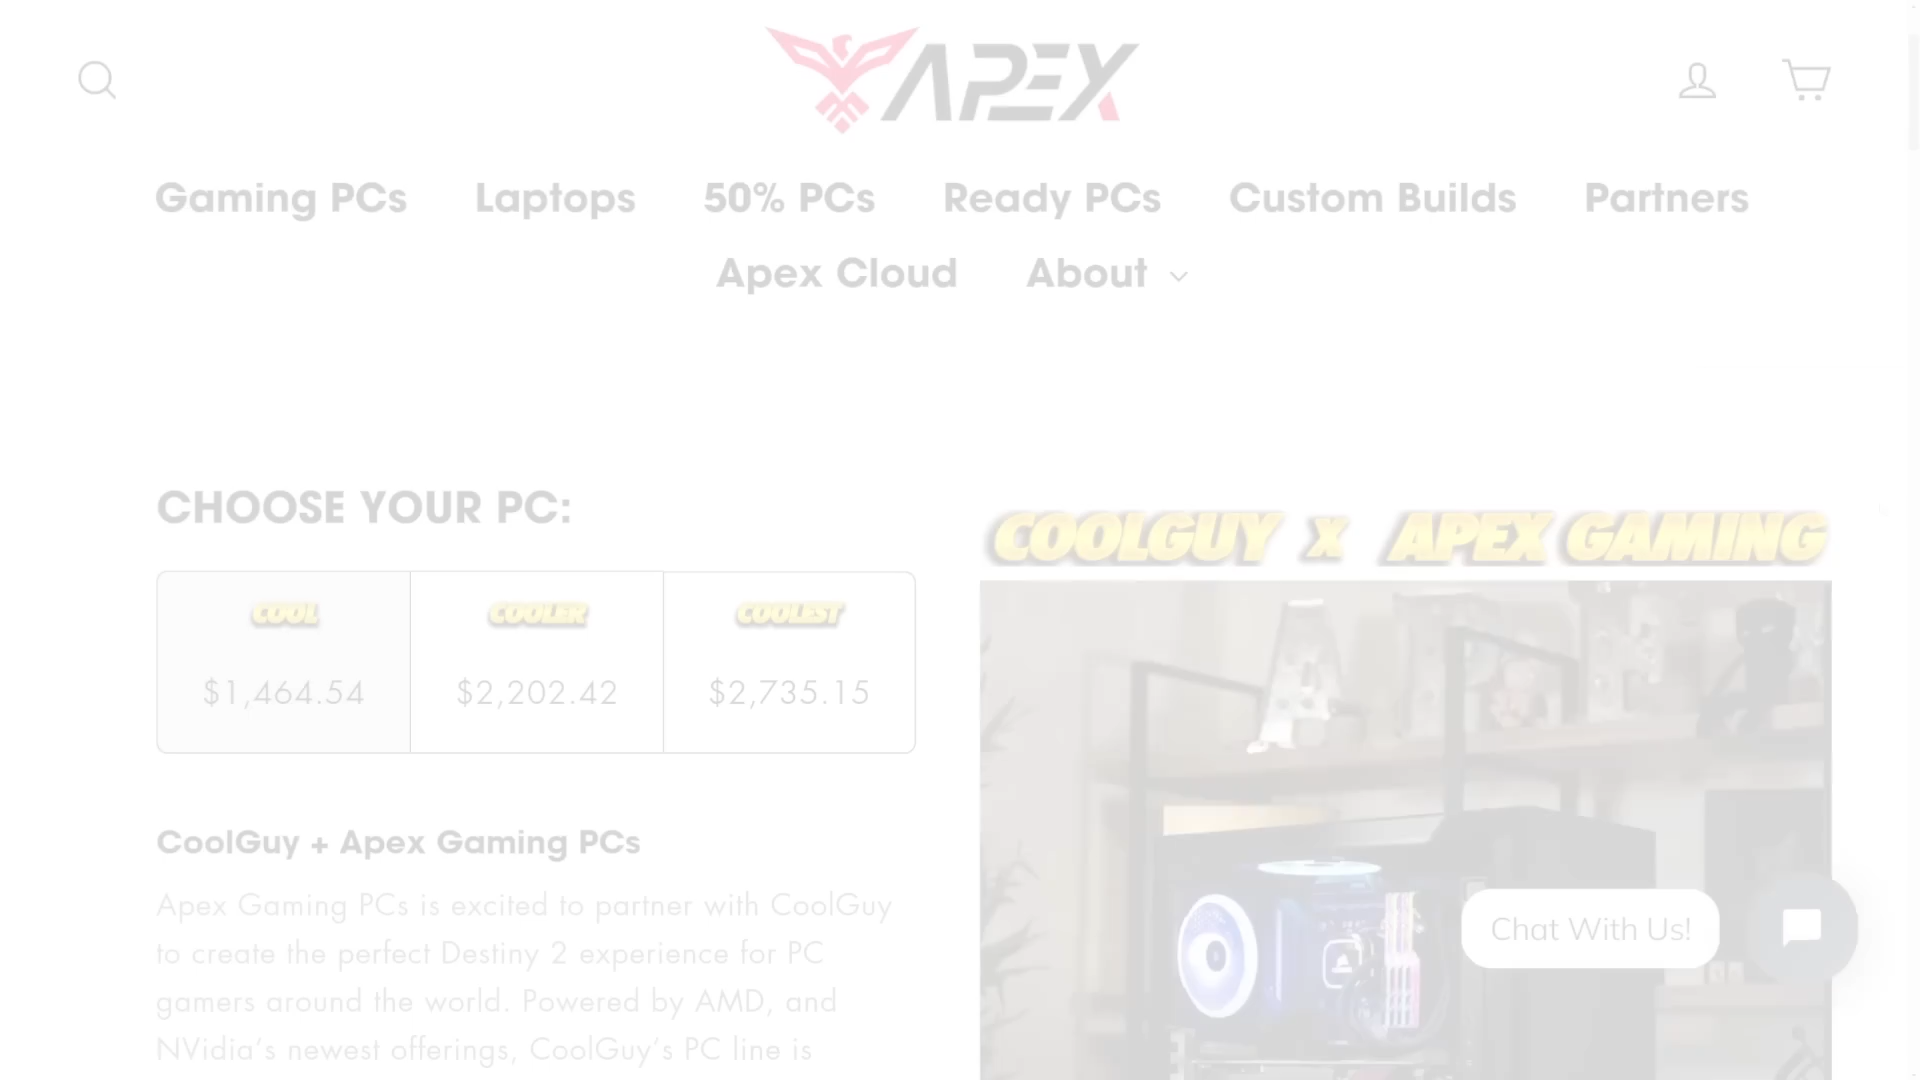 APEX
Gaming PCs Laptops 50% PCs Ready PCs Custom Builds Partners
Apex Cloud About
CHOOSE YOUR PC:
COOL COOLER COOLEST
$1,464.54 $2,202.42 $2,735.15
COOLGUY x APEX GAMING
CoolGuy + Apex Gaming PCs
Apex Gaming PCs is excited to partner with CoolGuy
to create the perfect Destiny 2 experience for PC
gamers around the world. Powered by AMD, and
NVidia's newest offerings, CoolGuy's PC line is
Chat With Us!